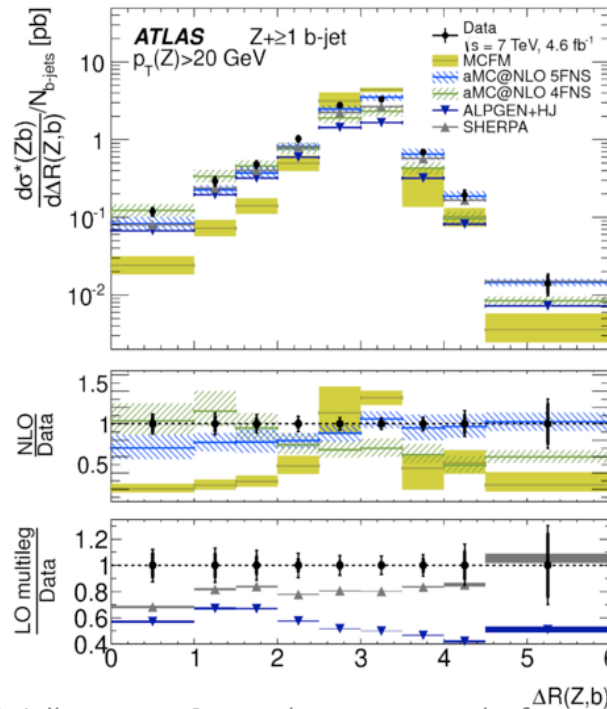 ATLAS Z+≥1 b-jet
p_T(Z)>20 GeV
Data
√s = 7 TeV, 4.6 fb⁻¹
MCFM
aMC@NLO 5FNS
aMC@NLO 4FNS
ALPGEN+HJ
SHERPA
dσ*(Zb)/dΔR(Z,b) /N_b-jets [pb]
10
1
10⁻¹
10⁻²
NLO
Data
1.5
1
0.5
LO multileg
Data
1.2
1
0.8
0.6
0.4
0 1 2 3 4 5 6
ΔR(Z,b)